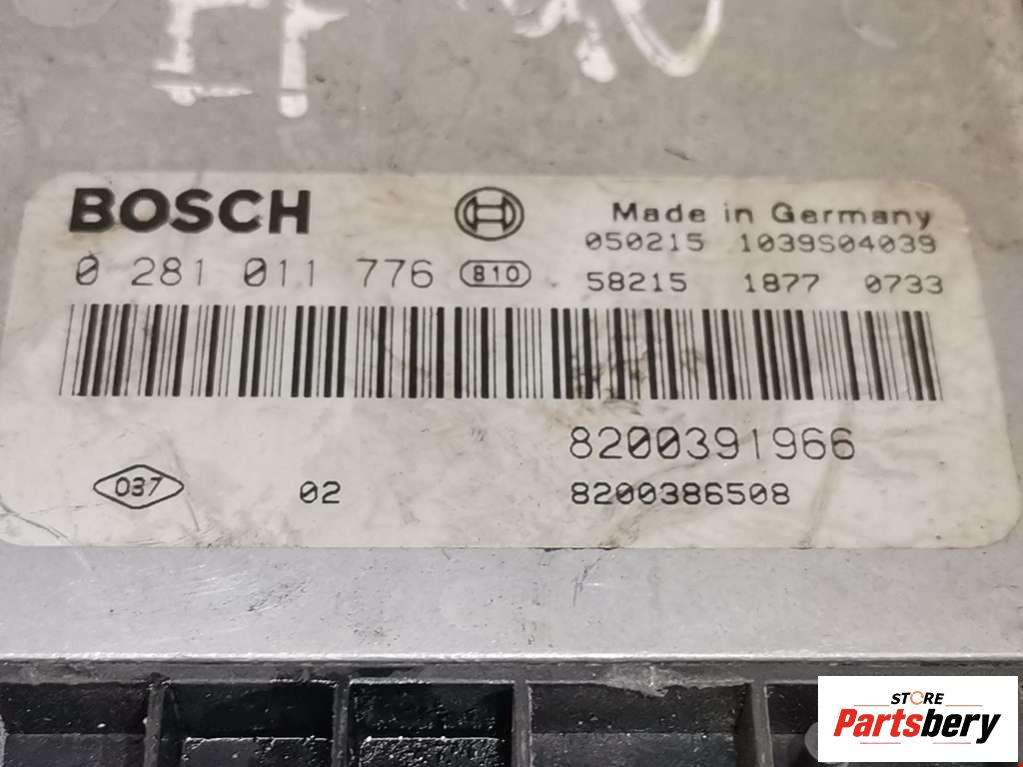 BOSCH
Made in Germany
050215 1039S04039
0 281 011 776 810
58215 1877 0733
8200391966
037 02 8200386508
STORE
Partsbery